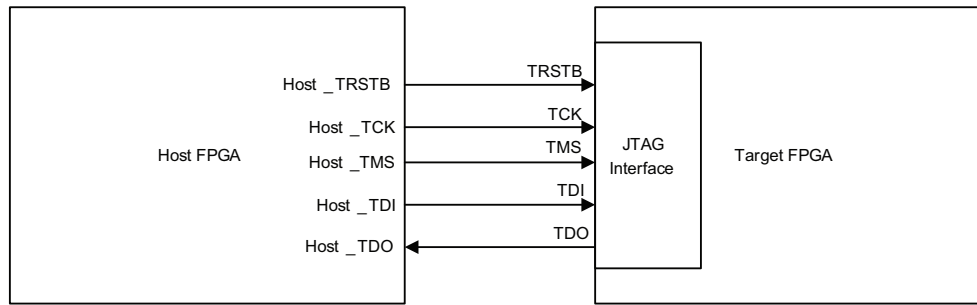 Host _TRSTB
TRSTB
Host _TCK
TCK
Host FPGA
Host _TMS
TMS
JTAG
Interface
Target FPGA
Host _TDI
TDI
Host _TDO
TDO